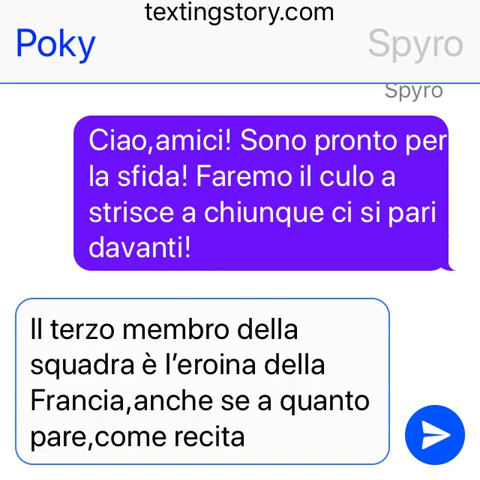 textingstory.com
Poky
Spyro
Spyro
Ciao,amici! Sono pronto per
la sfida! Faremo il culo a
strisce a chiunque ci si pari
davanti!
Il terzo membro della
squadra è l’eroina della
Francia,anche se a quanto
pare,come recita